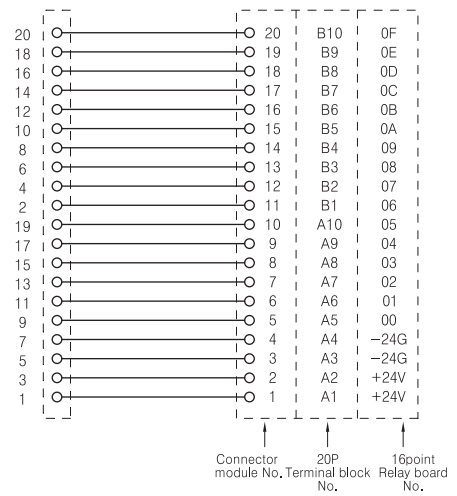 20 20 B10 0F
18 19 B9 0E
16 18 B8 0D
14 17 B7 0C
12 16 B6 0B
10 15 B5 0A
8 14 B4 09
6 13 B3 08
4 12 B2 07
2 11 B1 06
19 10 A10 05
17 9 A9 04
15 8 A8 03
13 7 A7 02
11 6 A6 01
9 5 A5 00
7 4 A4 −24G
5 3 A3 −24G
3 2 A2 +24V
1 1 A1 +24V
Connector 20P 16point
module No. Terminal block Relay board
No. No.